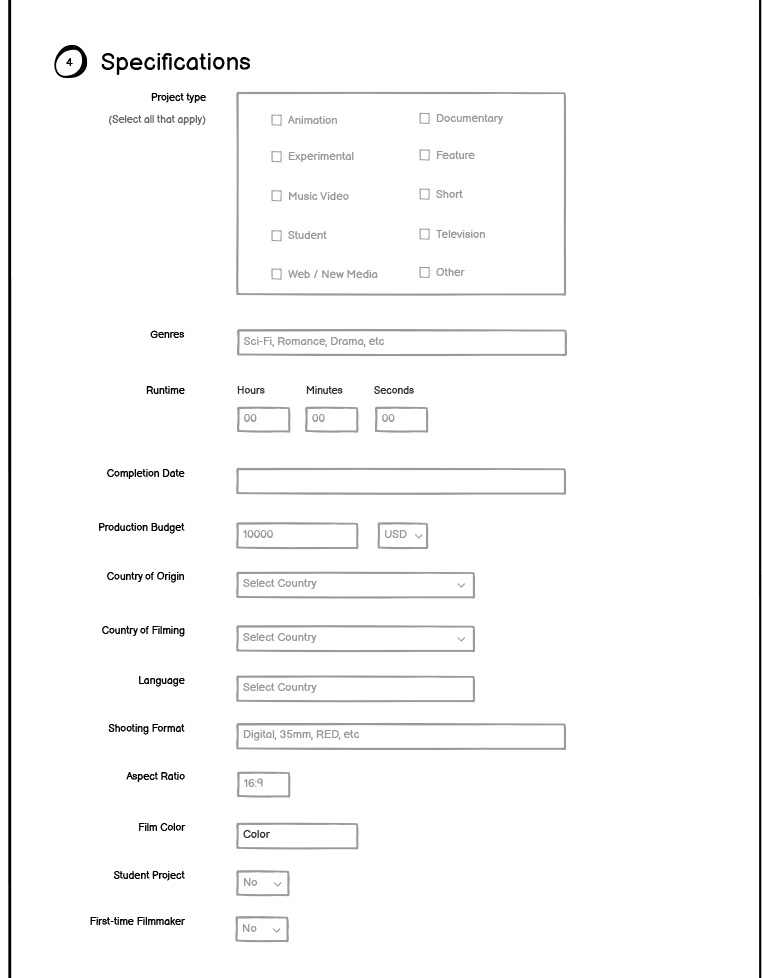 4 Specifications
Project type
(Select all that apply)
Animation Documentary
Experimental Feature
Music Video Short
Student Television
Web / New Media Other
Genres Sci-Fi, Romance, Drama, etc
Hours Minutes Seconds
Runtime
00 00 00
Completion Date
Production Budget 10000 USD
Country of Origin Select Country
Country of Filming Select Country
Language Select Country
Shooting Format Digital, 35mm, RED, etc
Aspect Ratio 16:9
Film Color Color
Student Project No
First-time Filmmaker No